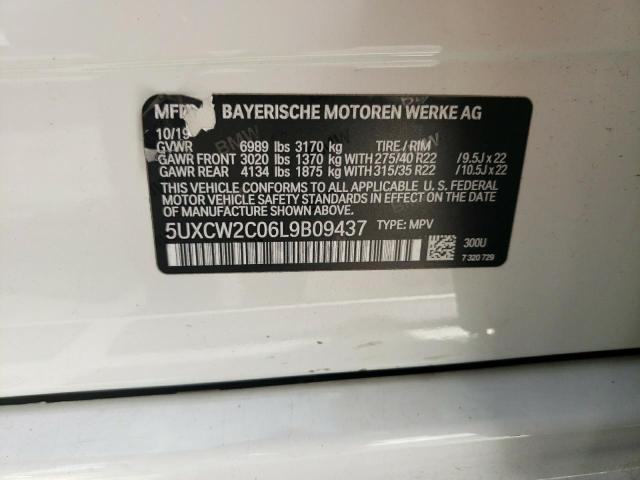 MFD BAYERISCHE MOTOREN WERKE AG
10/19
GVWR 6989 lbs 3170 kg TIRE / RIM
GAWR FRONT 3020 lbs 1370 kg WITH 275/40 R22 /9.5J x 22
GAWR REAR 4134 lbs 1875 kg WITH 315/35 R22 /10.5J x 22
THIS VEHICLE CONFORMS TO ALL APPLICABLE U. S. FEDERAL
MOTOR VEHICLE SAFETY STANDARDS IN EFFECT ON THE
DATE OF MANUFACTURE SHOWN ABOVE.
5UXCW2C06L9B09437 TYPE: MPV
300U
7 320 729